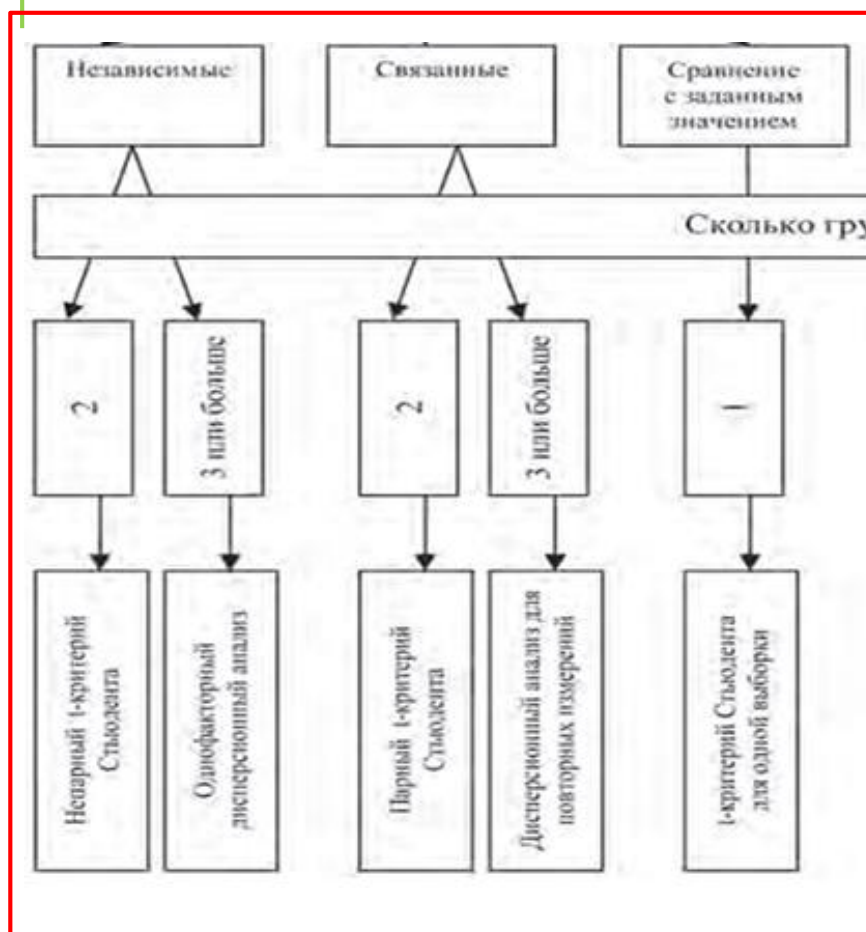 Независимые
Связанные
Сравнение
с заданным
значением
Сколько гру
2
3 или больше
2
3 или больше
1
Непарный t-критерий
Стьюдента
Однофакторный
дисперсионный анализ
Парный t-критерий
Стьюдента
Дисперсионный анализ для
повторных измерений
t-критерий Стьюдента
для одной выборки